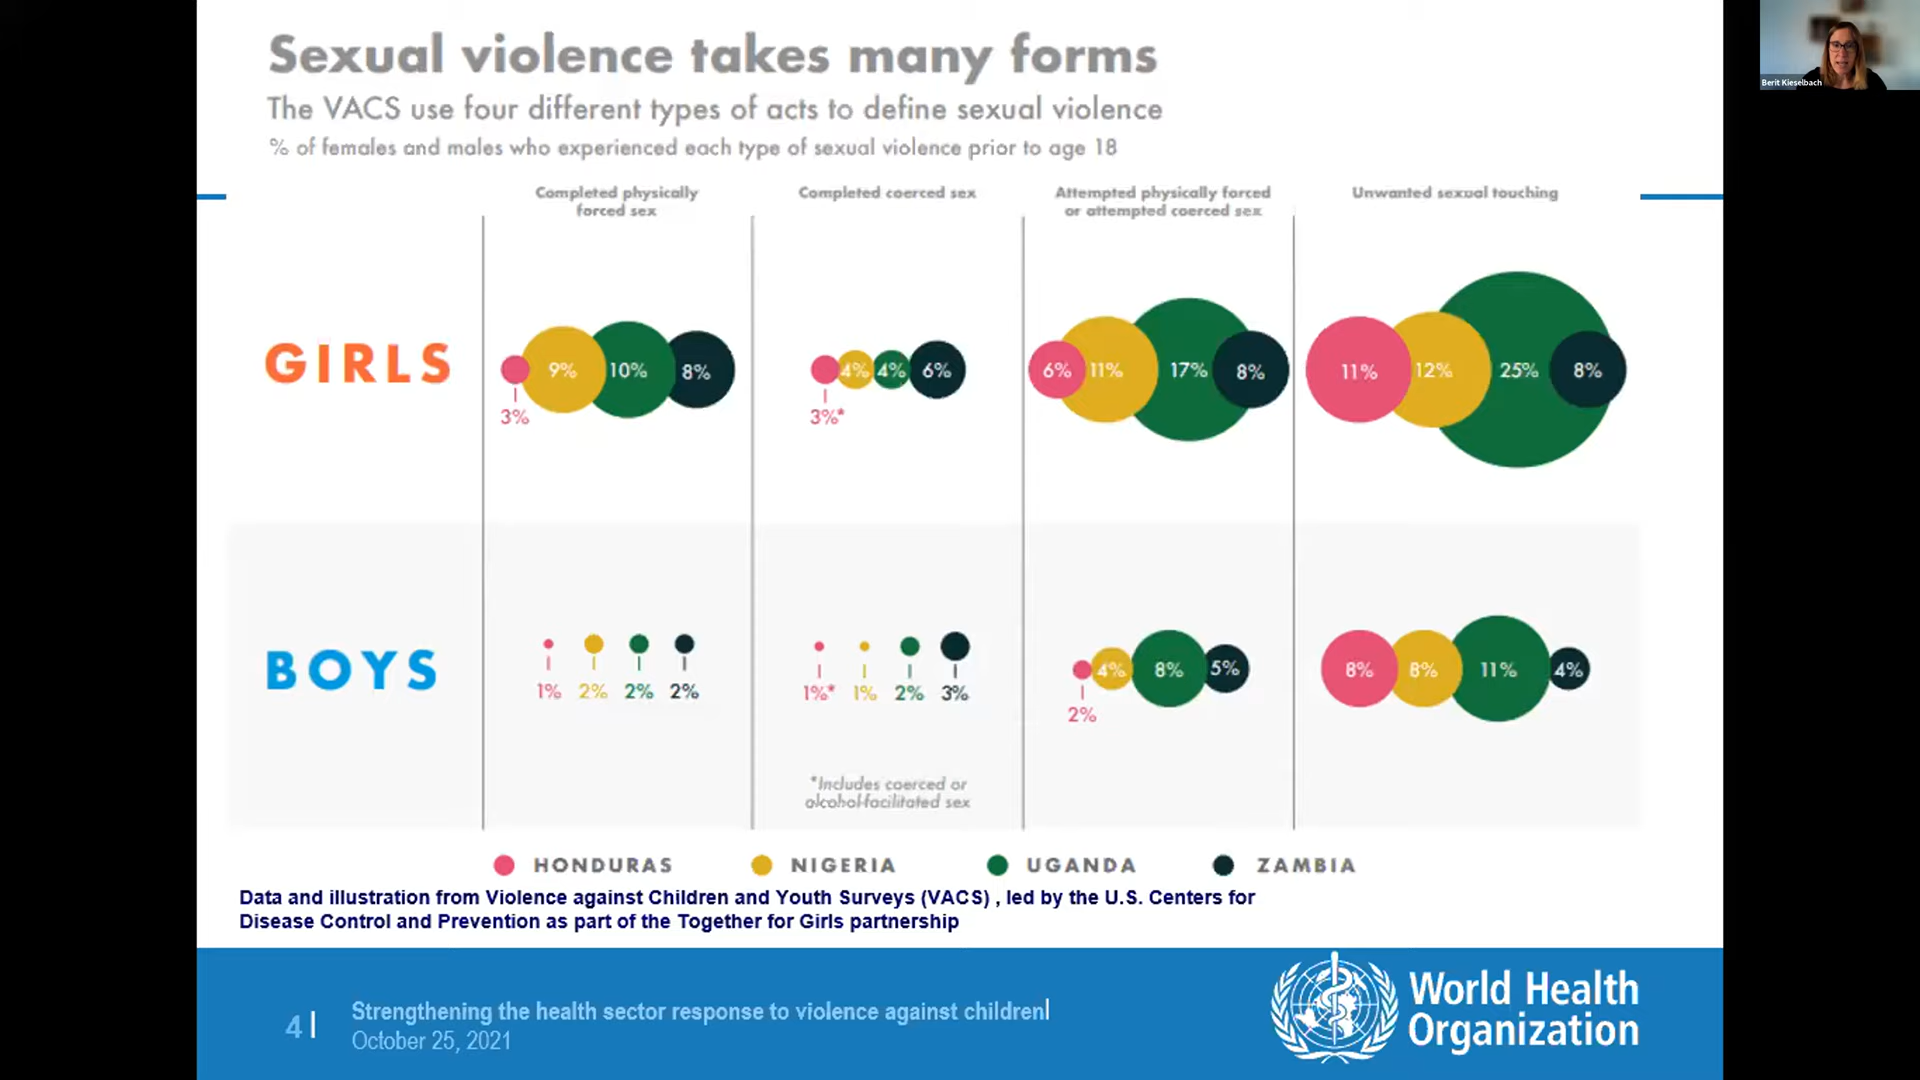 Sexual violence takes many forms
The VACS use four different types of acts to define sexual violence
% of females and males who experienced each type of sexual violence prior to age 18
Berit Kieselbach
Completed physically
forced sex
Completed coerced sex
Attempted physically forced
or attempted coerced sex
Unwanted sexual touching
GIRLS
3%
9%
10%
8%
3%*
4%
4%
6%
6%
11%
17%
8%
11%
12%
25%
8%
BOYS
1%
2%
2%
2%
1%*
1%
2%
3%
2%
4%
8%
5%
8%
8%
11%
4%
*Includes coerced or
alcohol-facilitated sex
HONDURAS
NIGERIA
UGANDA
ZAMBIA
Data and illustration from Violence against Children and Youth Surveys (VACS) , led by the U.S. Centers for
Disease Control and Prevention as part of the Together for Girls partnership
4|
Strengthening the health sector response to violence against children|
October 25, 2021
World Health
Organization